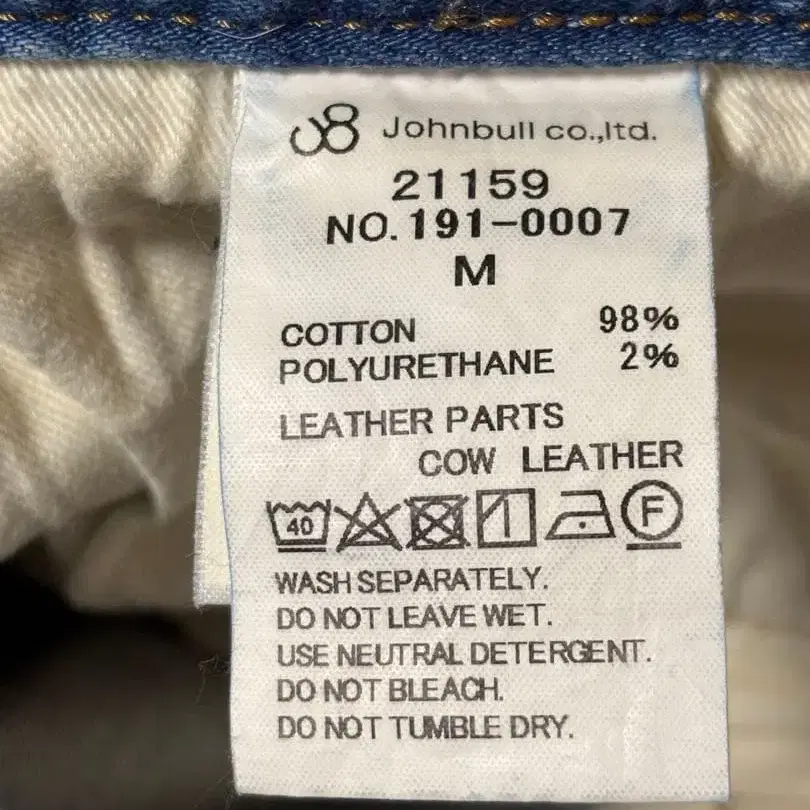 Johnbull co.,ltd.
21159
NO.191-0007
M
COTTON 98%
POLYURETHANE 2%
LEATHER PARTS
COW LEATHER
40 F
WASH SEPARATELY.
DO NOT LEAVE WET.
USE NEUTRAL DETERGENT.
DO NOT BLEACH.
DO NOT TUMBLE DRY.